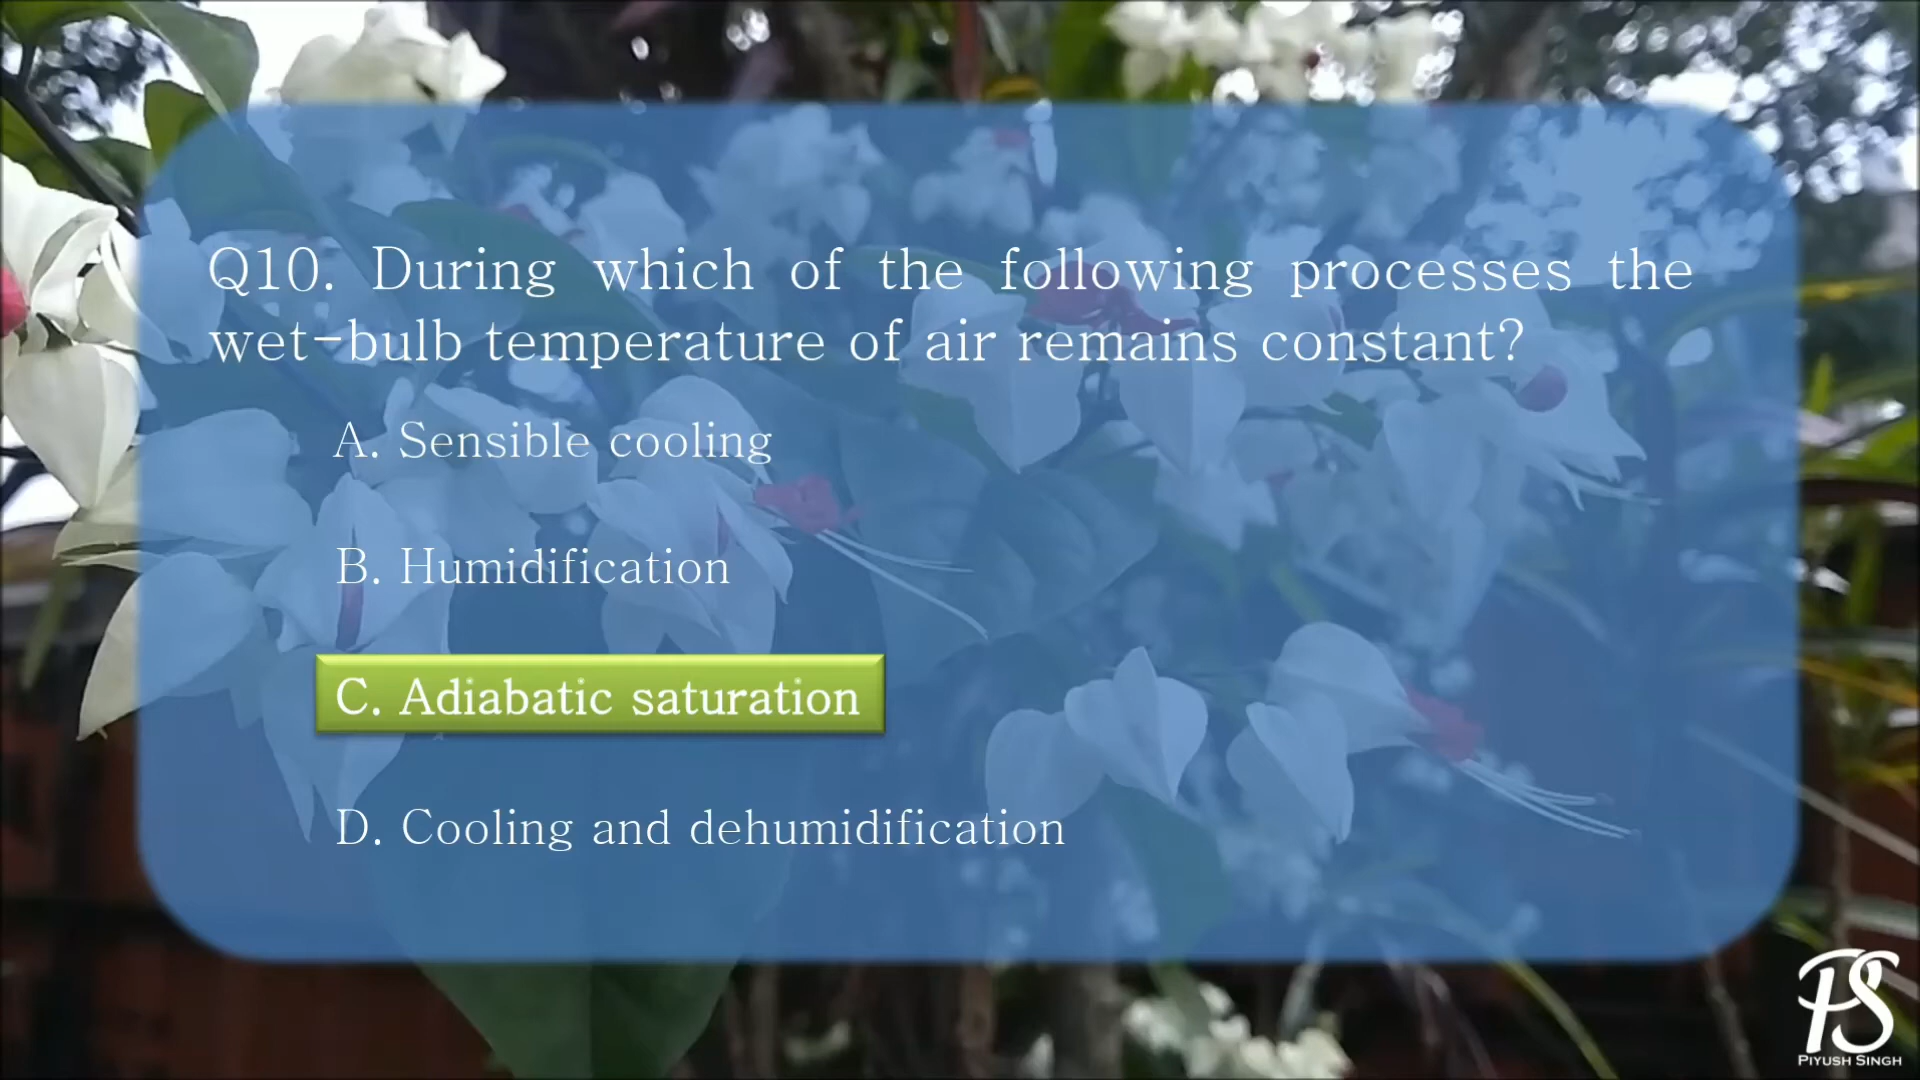 Q10. During which of the following processes the
wet-bulb temperature of air remains constant?
A. Sensible cooling
B. Humidification
C. Adiabatic saturation
D. Cooling and dehumidification
PS
PIYUSH SINGH